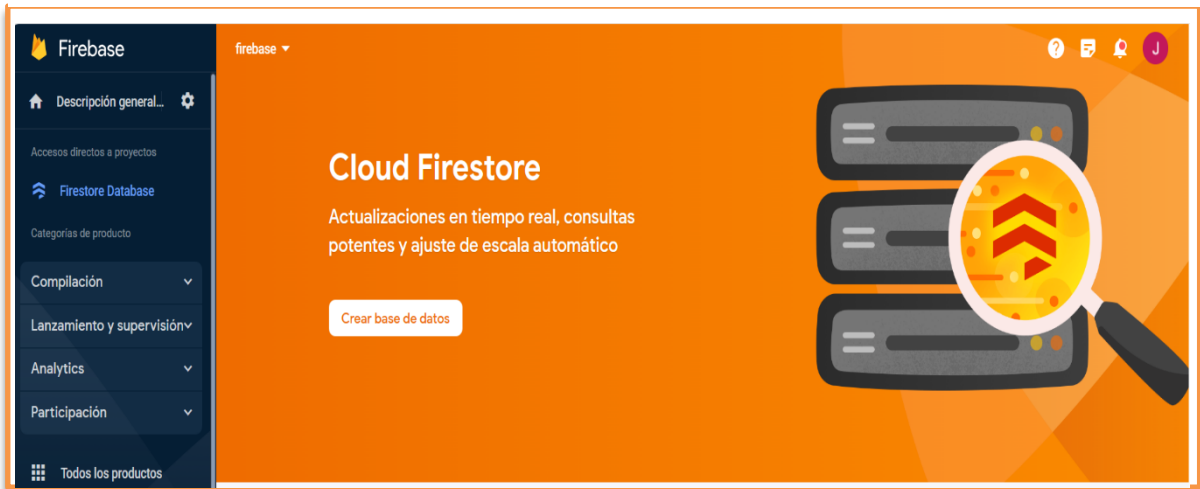 Firebase
firebase
J
Descripción general...
Accesos directos a proyectos
Firestore Database
Categorías de producto
Compilación
Lanzamiento y supervisión
Analytics
Participación
Todos los productos
Cloud Firestore
Actualizaciones en tiempo real, consultas
potentes y ajuste de escala automático
Crear base de datos